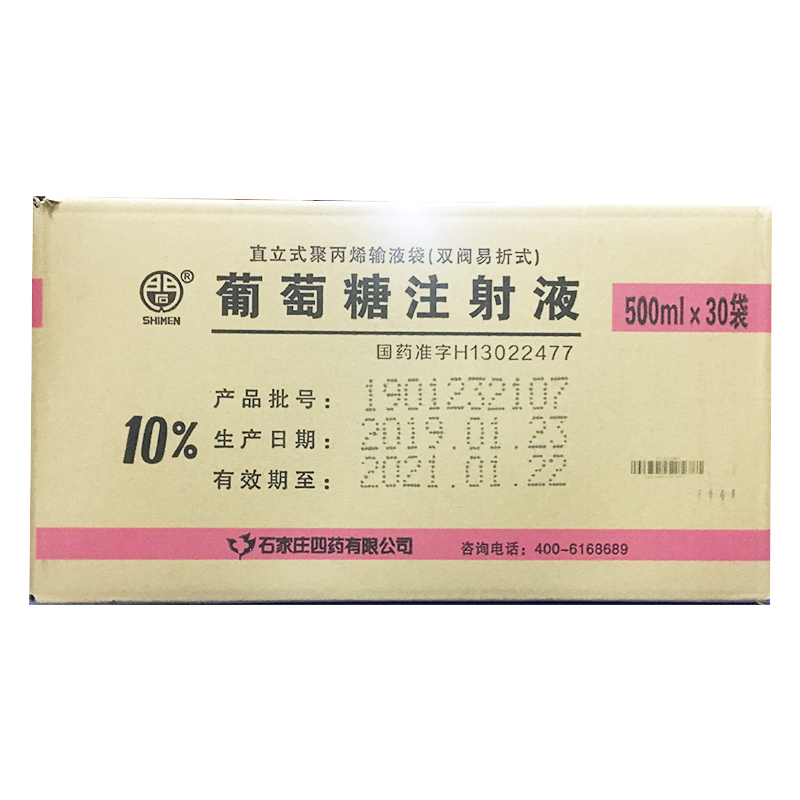 直立式聚丙烯输液袋(双阀易折式)
®
SHIMEN
葡萄糖注射液
500ml x 30袋
国药准字H13022477
10%
产品批号：1901232107
生产日期：2019.01.23
有效期至：2021.01.22
石家庄四药有限公司
咨询电话：400-6168689